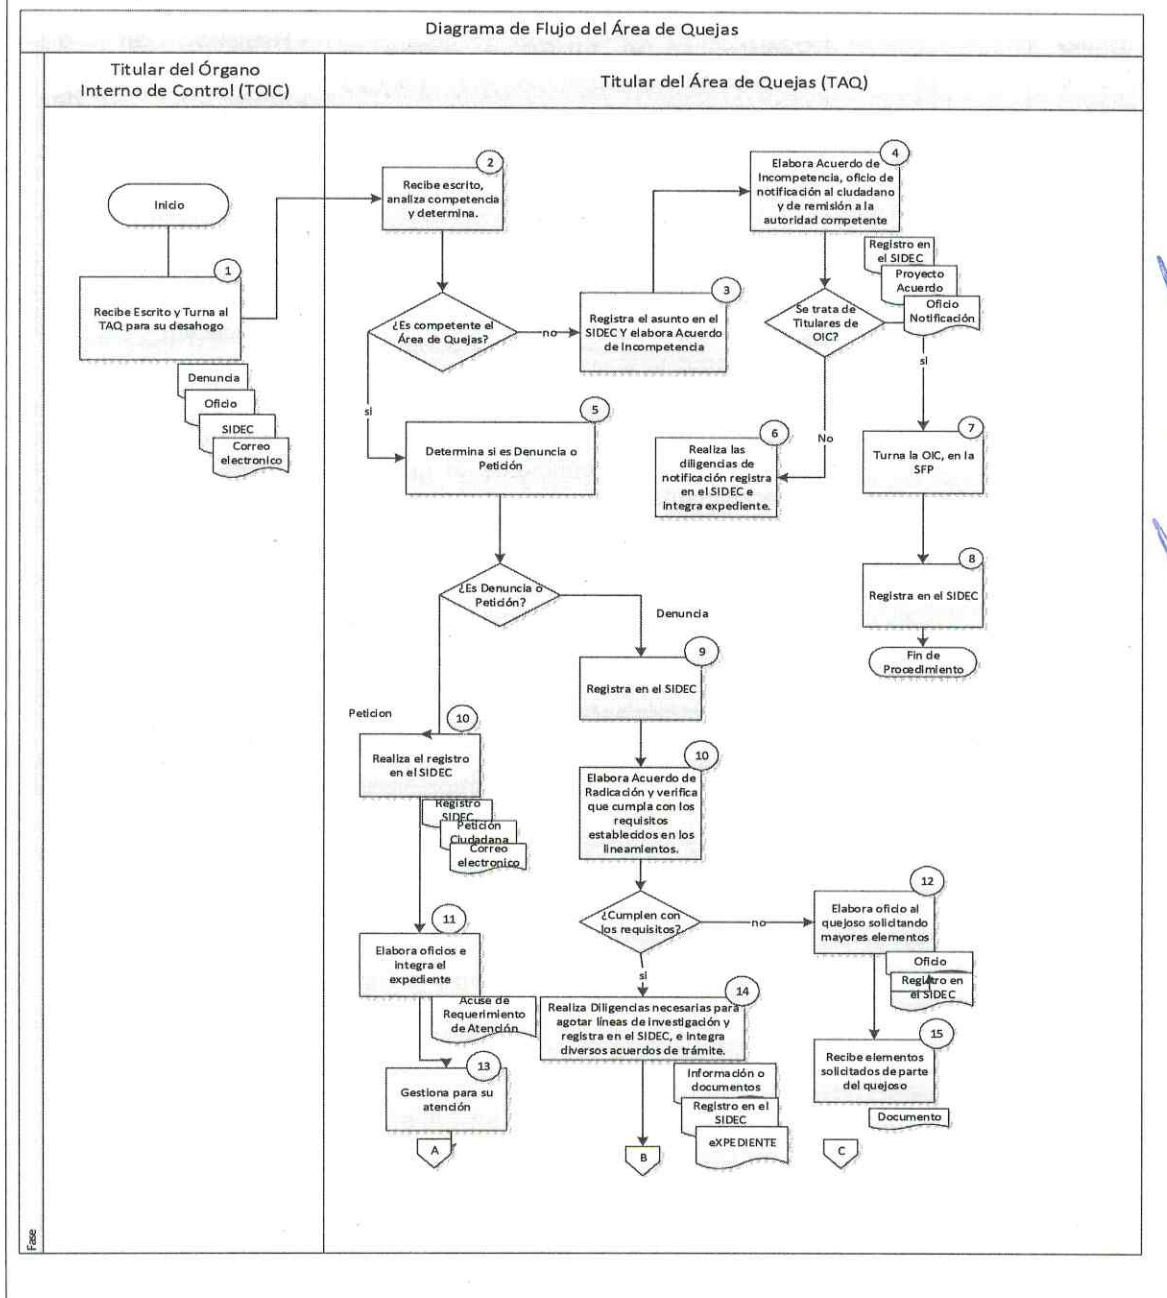 Diagrama de Flujo del Área de Quejas
Titular del Órgano
Interno de Control (TOIC)
Titular del Área de Quejas (TAQ)
Inicio
1
Recibe Escrito y Turna al
TAQ para su desahogo
Denuncia
Oficio
SIDEC
Correo
electronico
2
Recibe escrito,
analiza competencia
y determina.
¿Es competente el
Área de Quejas?
no
si
3
Registra el asunto en el
SIDEC Y elabora Acuerdo
de Incompetencia
4
Elabora Acuerdo de
Incompetencia, oficio de
notificación al ciudadano
y de remisión a la
autoridad competente
Registro en
el SIDEC
Proyecto
Acuerdo
Oficio
Notificación
Se trata de
Titulares de
OIC?
si
No
5
Determina si es Denuncia o
Petición
6
Realiza las
diligencias de
notificación registra
en el SIDEC e
integra expediente.
7
Turna la OIC, en la
SFP
8
Registra en el SIDEC
Fin de
Procedimiento
¿Es Denuncia o
Petición?
Denuncia
9
Registra en el SIDEC
Peticion
10
Realiza el registro
en el SIDEC
Registro
SIDEC
Petición
Ciudadana
Correo
electronico
10
Elabora Acuerdo de
Radicación y verifica
que cumpla con los
requisitos
establecidos en los
lineamientos.
¿Cumplen con
los requisitos?
no
si
11
Elabora oficios e
integra el
expediente
Acuse de
Requerimiento
de Atención
12
Elabora oficio al
quejoso solicitando
mayores elementos
Oficio
Registro en
el SIDEC
13
Gestiona para su
atención
14
Realiza Diligencias necesarias para
agotar líneas de investigación y
registra en el SIDEC, e integra
diversos acuerdos de trámite.
Información o
documentos
Registro en el
SIDEC
eXPEDIENTE
15
Recibe elementos
solicitados de parte
del quejoso
Documento
A
B
C
Fase